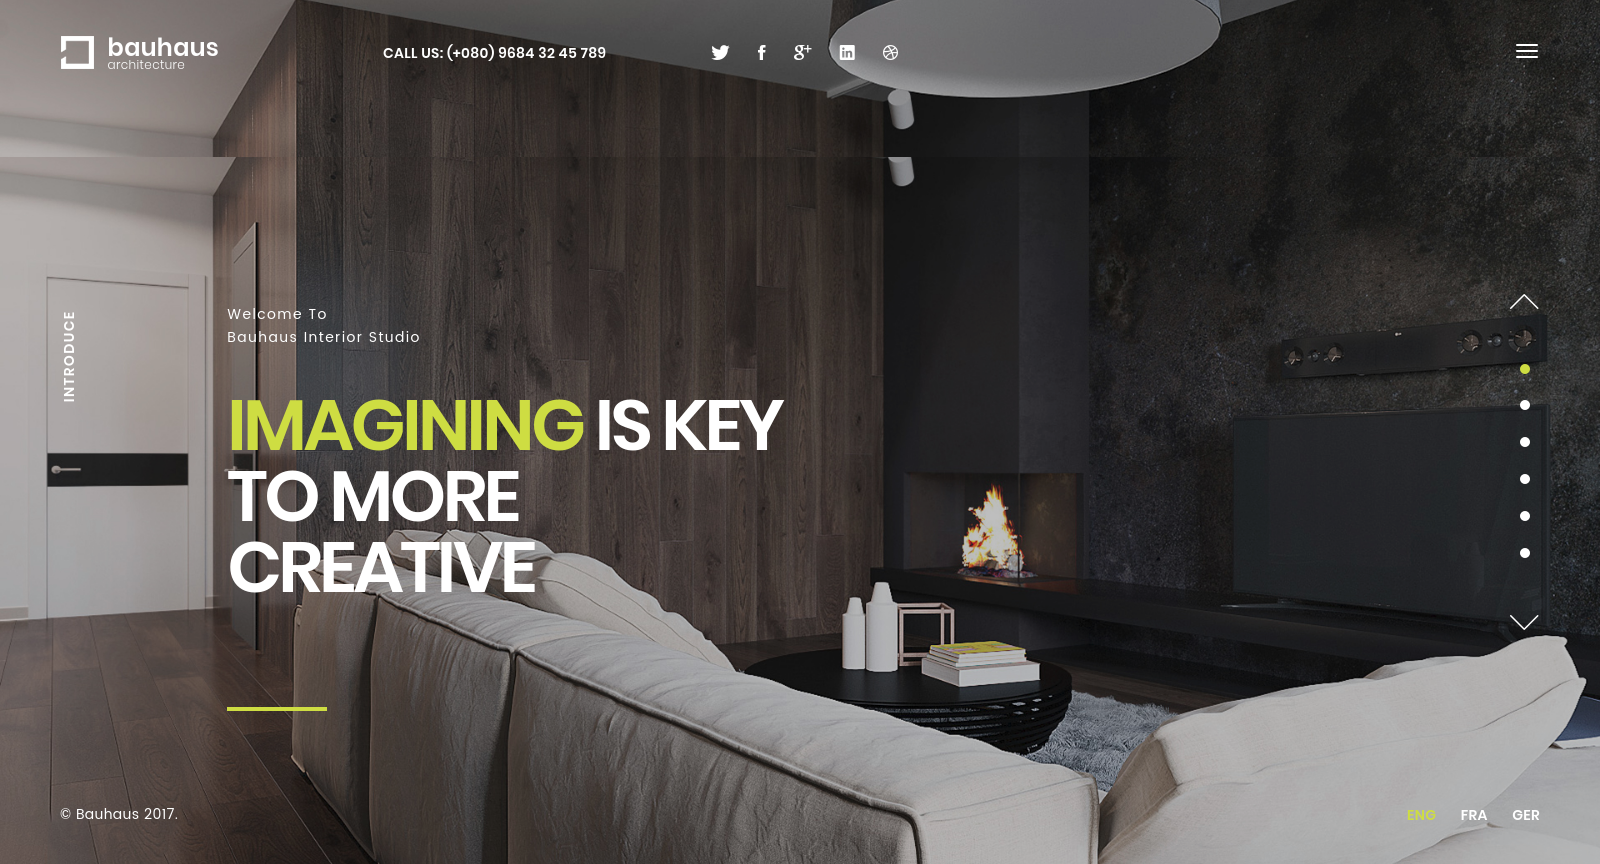 bauhaus
architecture
CALL US: (+080) 9684 32 45 789
INTRODUCE
Welcome To
Bauhaus Interior Studio
IMAGINING IS KEY
TO MORE
CREATIVE
© Bauhaus 2017.
ENG FRA GER